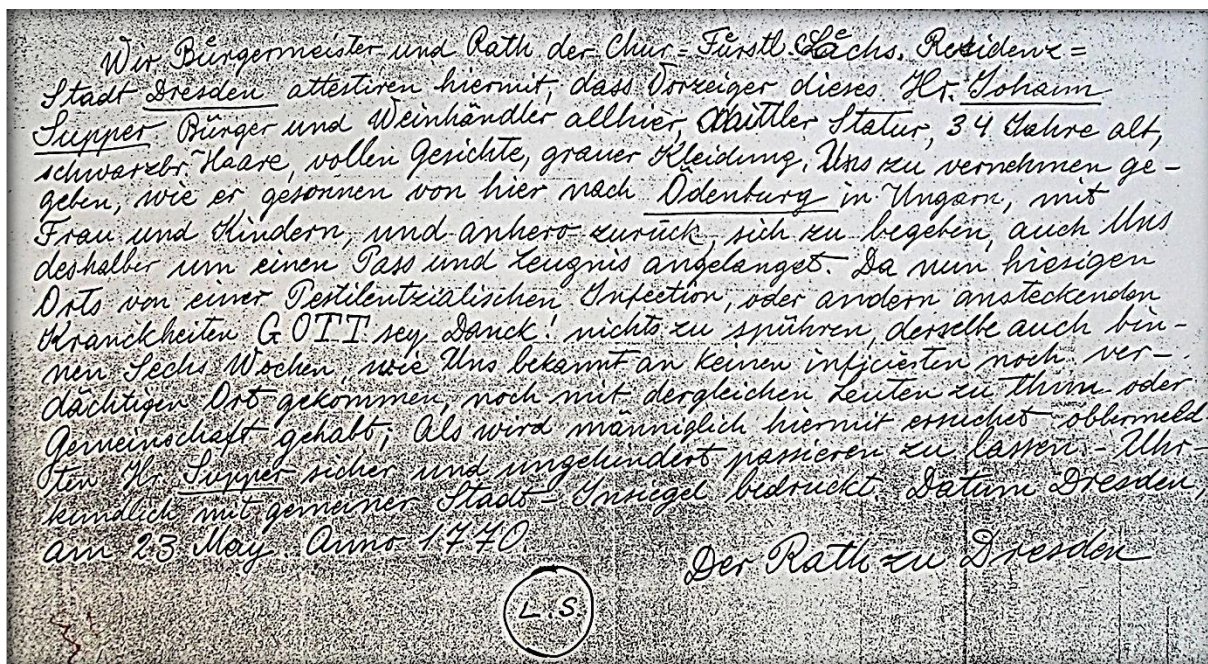 Wir Bürgermeister und Rath der Chur=Fürstl. Sächs. Residenz=
Stadt Dresden attestiren hiermit, dass Vorzeiger dieses Hr. Johann
Supper Bürger und Weinhändler allhier, Mittler Statur, 34 Jahre alt,
schwarzbr. Haare, vollen Gesichts, grauer Kleidung, Uns zu vernehmen ge-
geben, wie er gesonnen von hier nach Ödenburg in Ungarn, mit
Frau und Kindern, und anhero zurück, sich zu begeben, auch Uns
deshalber um einen Pass und Zeugnis angelanget. Da nun hiesigen
Orts von einer Pestilentzialischen Infection, oder andern ansteckenden
Kranckheiten GOTT sey Danck! nichts zu spühren, derselbe auch bin-
nen Sechs Wochen, wie Uns bekannt an keinen inficierten noch ver-
dächtigen Ort gekommen, noch mit dergleichen Leuten zu thun oder
Gemeinschaft gehabt; Als wird männiglich hiermit ersuchet obbermeld
ten Hr. Supper sicher und ungehindert passieren zu lassen.- Uhr-
kundlich mit gemeiner Stadt-Insiegel bedruckt. Datum Dresden,
am 23 May. Anno 1770.
Der Rath zu Dresden
L.S.